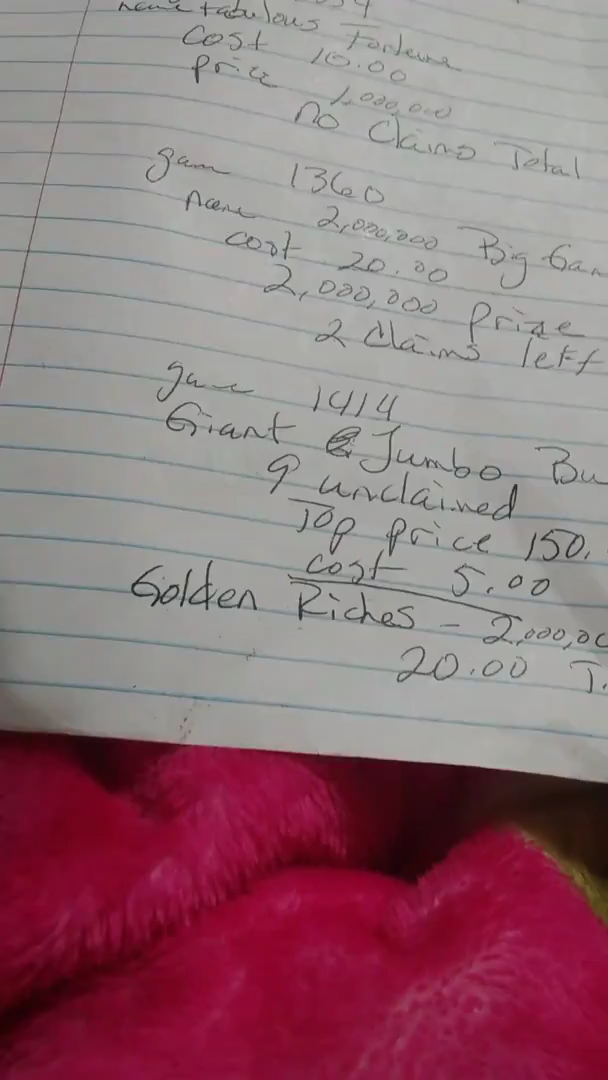 name Fabulous Fortune
cost 10.00
price 1,000,000
no Claims Total
game 1360
name 2,000,000 Big Gam
cost 20.00
2,000,000 prize
2 Claims left
game 1414
Giant Jumbo Bu
9 unclaimed
Top price 150.
cost 5.00
Golden Riches - 2,000,00
20.00 T.